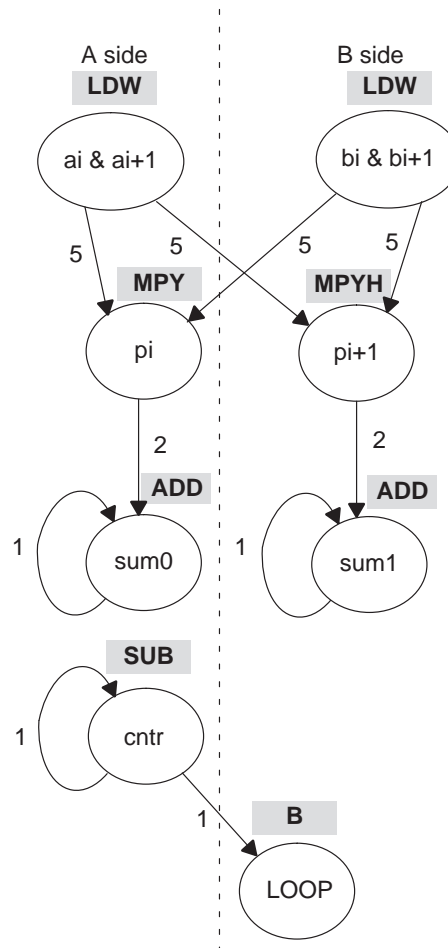 A side B side
LDW LDW
ai & ai+1 bi & bi+1
5 5 5 5
MPY MPYH
pi pi+1
2 2
ADD ADD
1 sum0 1 sum1
SUB
1 cntr
1 B
LOOP